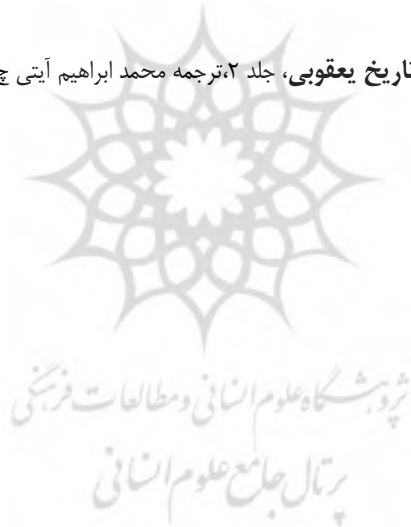 تاریخ یعقوبی، جلد ۲،ترجمه محمد ابراهیم آیتی
پژوهشگاه علوم انسانی و مطالعات فرهنگی
پرتال جامع علوم انسانی